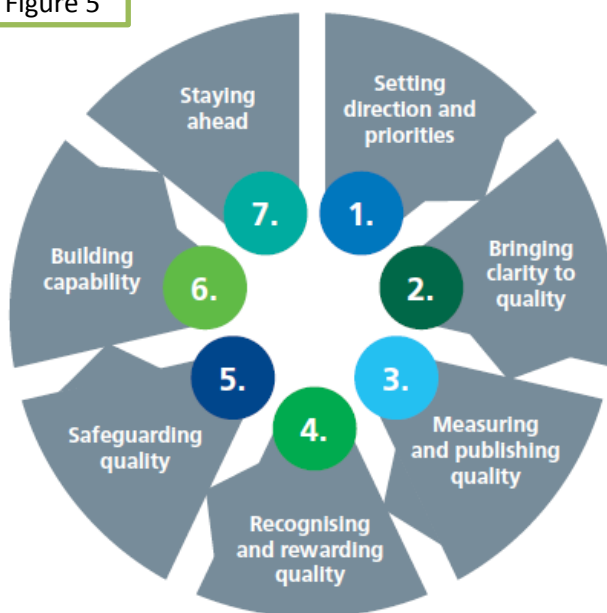 Figure 5
Setting
direction and
priorities
1.
Bringing
clarity to
quality
2.
Measuring
and publishing
quality
3.
Recognising
and rewarding
quality
4.
Safeguarding
quality
5.
Building
capability
6.
Staying
ahead
7.